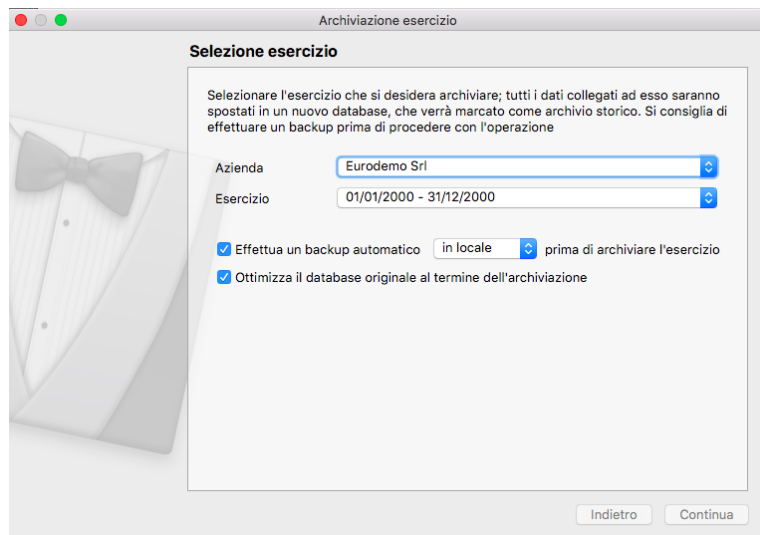 Archiviazione esercizio
Selezione esercizio
Selezionare l'esercizio che si desidera archiviare; tutti i dati collegati ad esso saranno
spostati in un nuovo database, che verrà marcato come archivio storico. Si consiglia di
effettuare un backup prima di procedere con l'operazione
Azienda Eurodemo Srl
Esercizio 01/01/2000 - 31/12/2000
Effettua un backup automatico in locale prima di archiviare l'esercizio
Ottimizza il database originale al termine dell'archiviazione
Indietro Continua